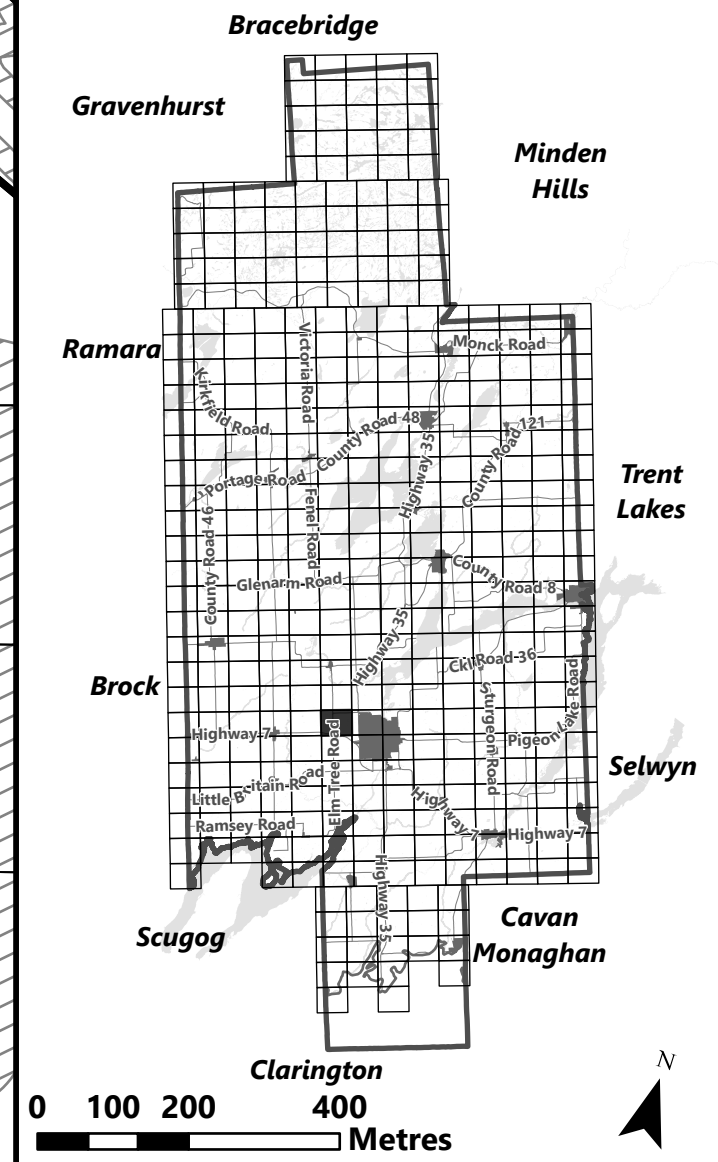 Bracebridge
Gravenhurst
Minden
Hills
Ramara
Monck Road
Victoria Road
Kirkfield Road
County Road 48
County Road 121
Highway 35
Portage Road
Trent
Lakes
Fenel Road
County Road 46
Glenarm Road
County Road 8
Highway 35
Ckl Road 36
Brock
Sturgeon Road
Pigeon Lake Road
Highway 7
Elm Tree Road
Selwyn
Little Britain Road
Highway 7
Ramsey Road
Highway 7
Highway 35
Scugog
Cavan
Monaghan
Clarington
N
0 100 200 400
Metres